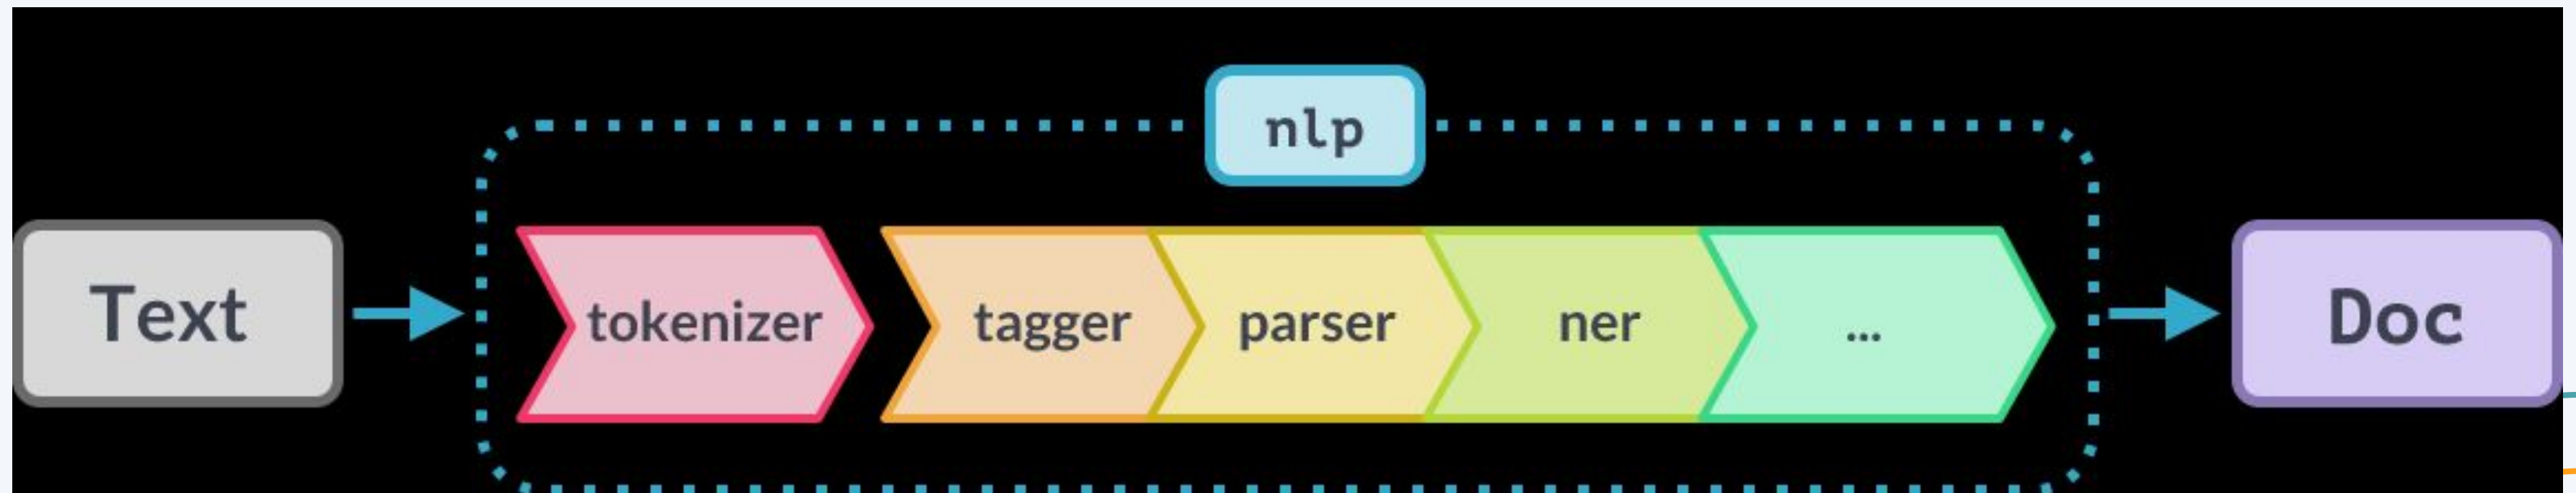 nlp
Text
tokenizer
tagger
parser
ner
...
Doc